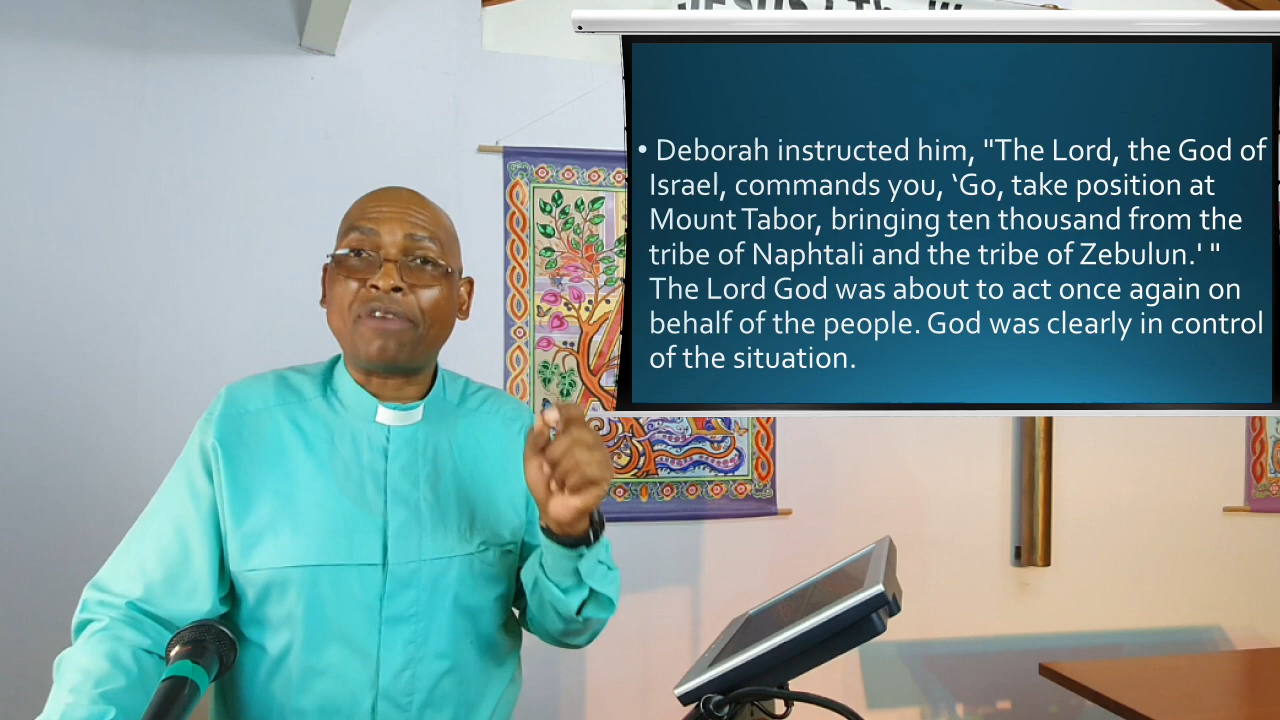 JESUS
• Deborah instructed him, "The Lord, the God of
Israel, commands you, ‘Go, take position at
Mount Tabor, bringing ten thousand from the
tribe of Naphtali and the tribe of Zebulun.' "
The Lord God was about to act once again on
behalf of the people. God was clearly in control
of the situation.